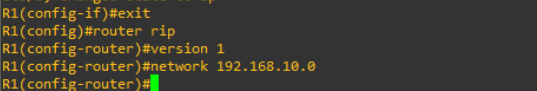 R1(config-if)#exit
R1(config)#router rip
R1(config-router)#version 1
R1(config-router)#network 192.168.10.0
R1(config-router)#